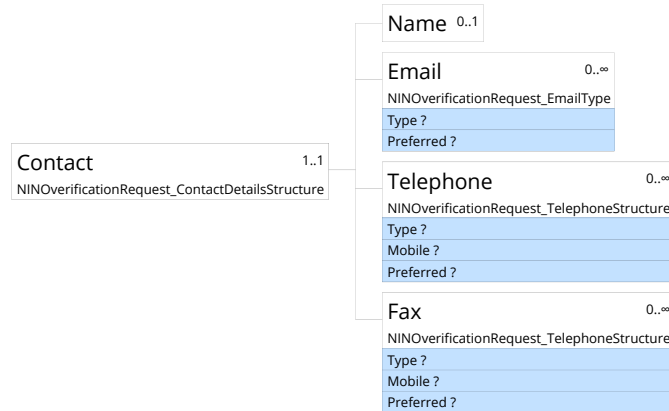 Name 0..1
Email 0..∞
NINOverificationRequest_EmailType
Type ?
Preferred ?
Contact 1..1
NINOverificationRequest_ContactDetailsStructure
Telephone 0..∞
NINOverificationRequest_TelephoneStructure
Type ?
Mobile ?
Preferred ?
Fax 0..∞
NINOverificationRequest_TelephoneStructure
Type ?
Mobile ?
Preferred ?